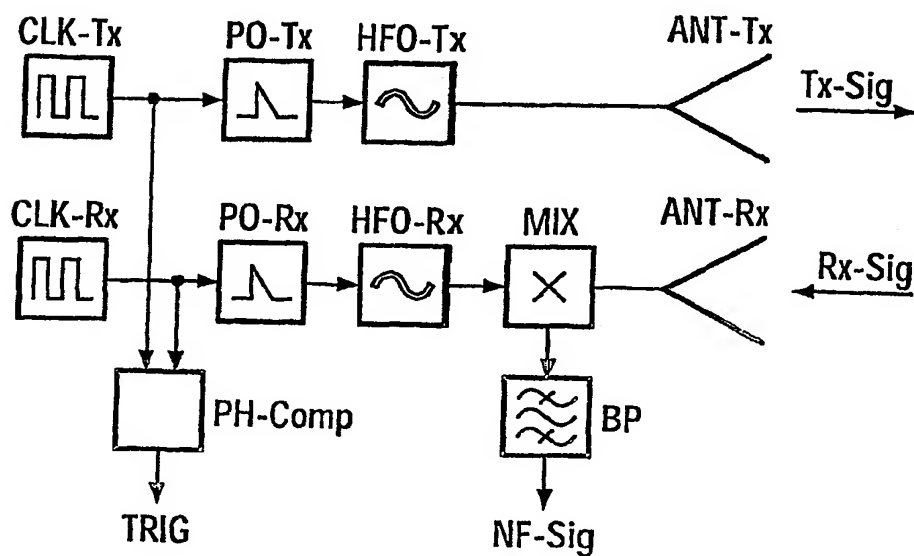 CLK-Tx
PO-Tx
HFO-Tx
ANT-Tx
Tx-Sig
CLK-Rx
PO-Rx
HFO-Rx
MIX
ANT-Rx
Rx-Sig
PH-Comp
BP
TRIG
NF-Sig